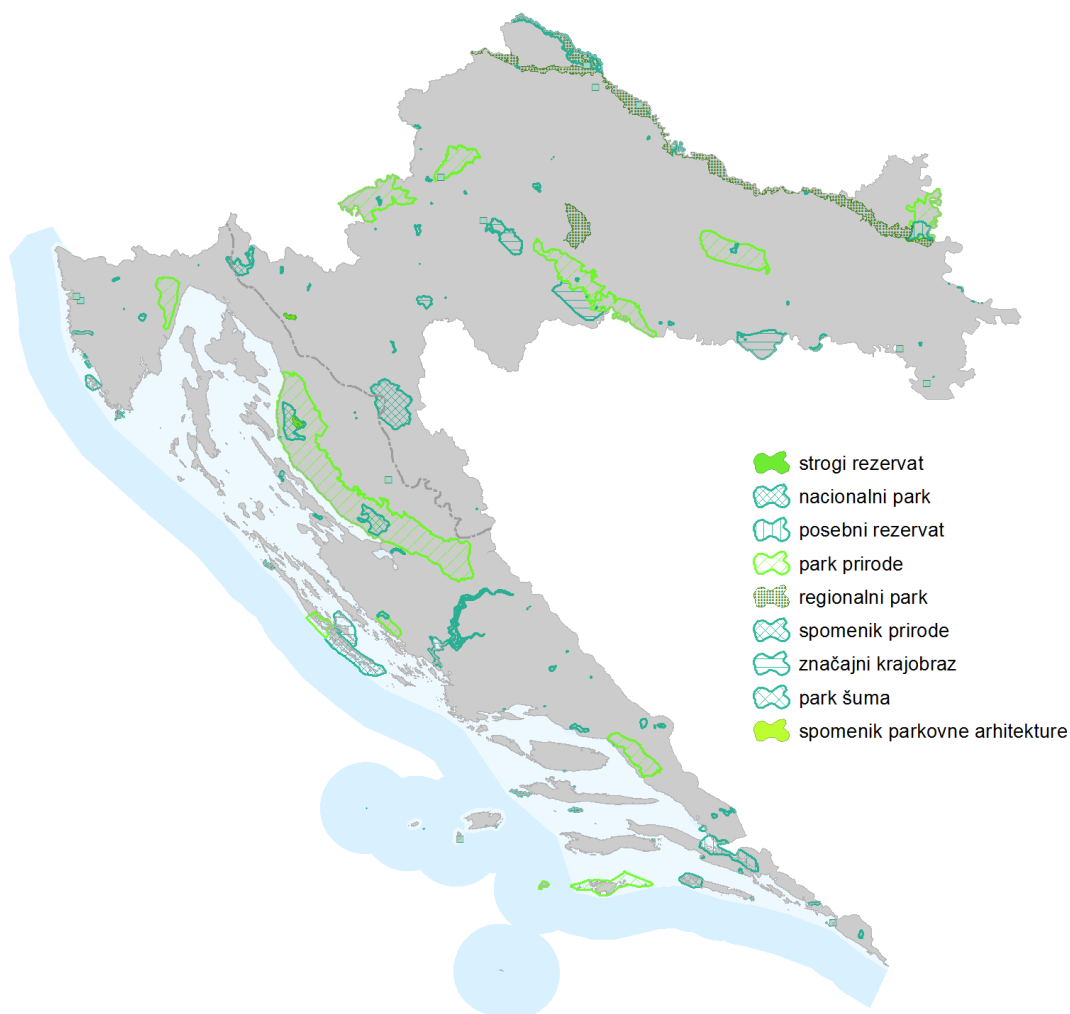 strogi rezervat
nacionalni park
posebni rezervat
park prirode
regionalni park
spomenik prirode
značajni krajobraz
park šuma
spomenik parkovne arhitekture